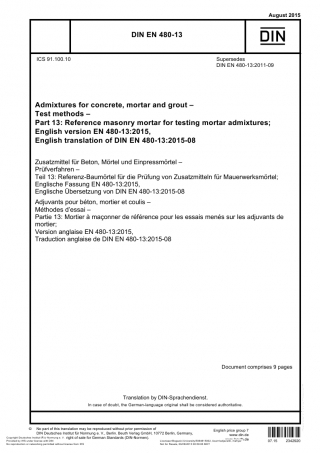 August 2015
DIN EN 480-13
DIN
ICS 91.100.10
Supersedes
DIN EN 480-13:2011-09
Admixtures for concrete, mortar and grout –
Test methods –
Part 13: Reference masonry mortar for testing mortar admixtures;
English version EN 480-13:2015,
English translation of DIN EN 480-13:2015-08
Zusatzmittel für Beton, Mörtel und Einpressmörtel –
Prüfverfahren –
Teil 13: Referenz-Baumörtel für die Prüfung von Zusatzmitteln für Mauerwerksmörtel;
Englische Fassung EN 480-13:2015,
Englische Übersetzung von DIN EN 480-13:2015-08
Adjuvants pour béton, mortier et coulis –
Méthodes d'essai –
Partie 13: Mortier à maçonner de référence pour les essais menés sur les adjuvants de
mortier;
Version anglaise EN 480-13:2015,
Traduction anglaise de DIN EN 480-13:2015-08
Document comprises 9 pages
Translation by DIN-Sprachendienst.
In case of doubt, the German-language original shall be considered authoritative.
© No part of this translation may be reproduced without prior permission of
DIN Deutsches Institut für Normung e. V., Berlin. Beuth Verlag GmbH, 10772 Berlin, Germany,
right of sale for German Standards (DIN-Normen).
English price group 7
www.din.de